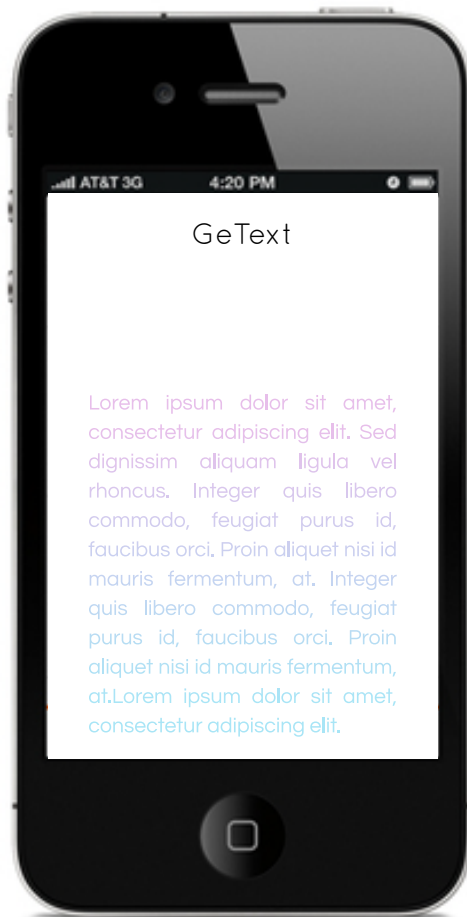 AT&T 3G 4:20 PM
GeText
Lorem ipsum dolor sit amet,
consectetur adipiscing elit. Sed
dignissim aliquam ligula vel
rhoncus. Integer quis libero
commodo, feugiat purus id,
faucibus orci. Proin aliquet nisi id
mauris fermentum, at. Integer
quis libero commodo, feugiat
purus id, faucibus orci. Proin
aliquet nisi id mauris fermentum,
at.Lorem ipsum dolor sit amet,
consectetur adipiscing elit.